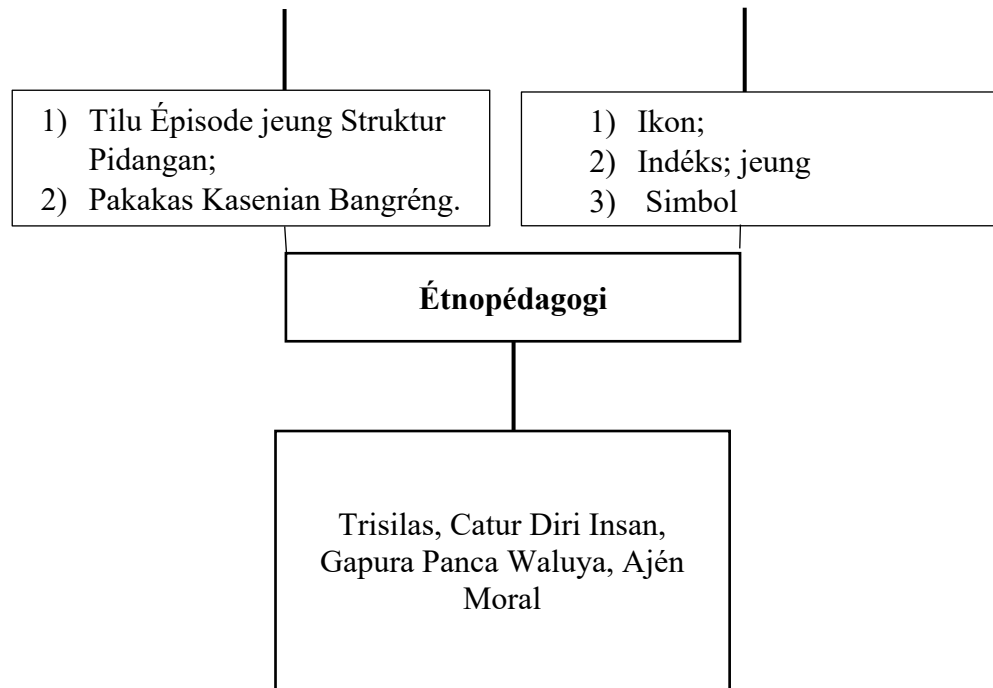 1) Tilu Épisode jeung Struktur
Pidangan;
2) Pakakas Kasenian Bangréng.
1) Ikon;
2) Indéks; jeung
3) Simbol
Étnopédagogi
Trisilas, Catur Diri Insan,
Gapura Panca Waluya, Ajén
Moral